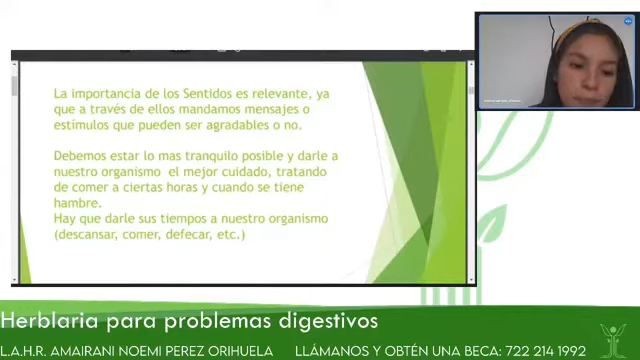 La importancia de los Sentidos es relevante, ya
que a través de ellos mandamos mensajes o
estímulos que pueden ser agradables o no.
Debemos estar lo mas tranquilo posible y darle a
nuestro organismo el mejor cuidado, tratando
de comer a ciertas horas y cuando se tiene
hambre.
Hay que darle sus tiempos a nuestro organismo
(descansar, comer, defecar, etc.)
Herblaria para problemas digestivos
L.A.H.R. AMAIRANI NOEMI PEREZ ORIHUELA LLÁMANOS Y OBTÉN UNA BECA: 722 214 1992